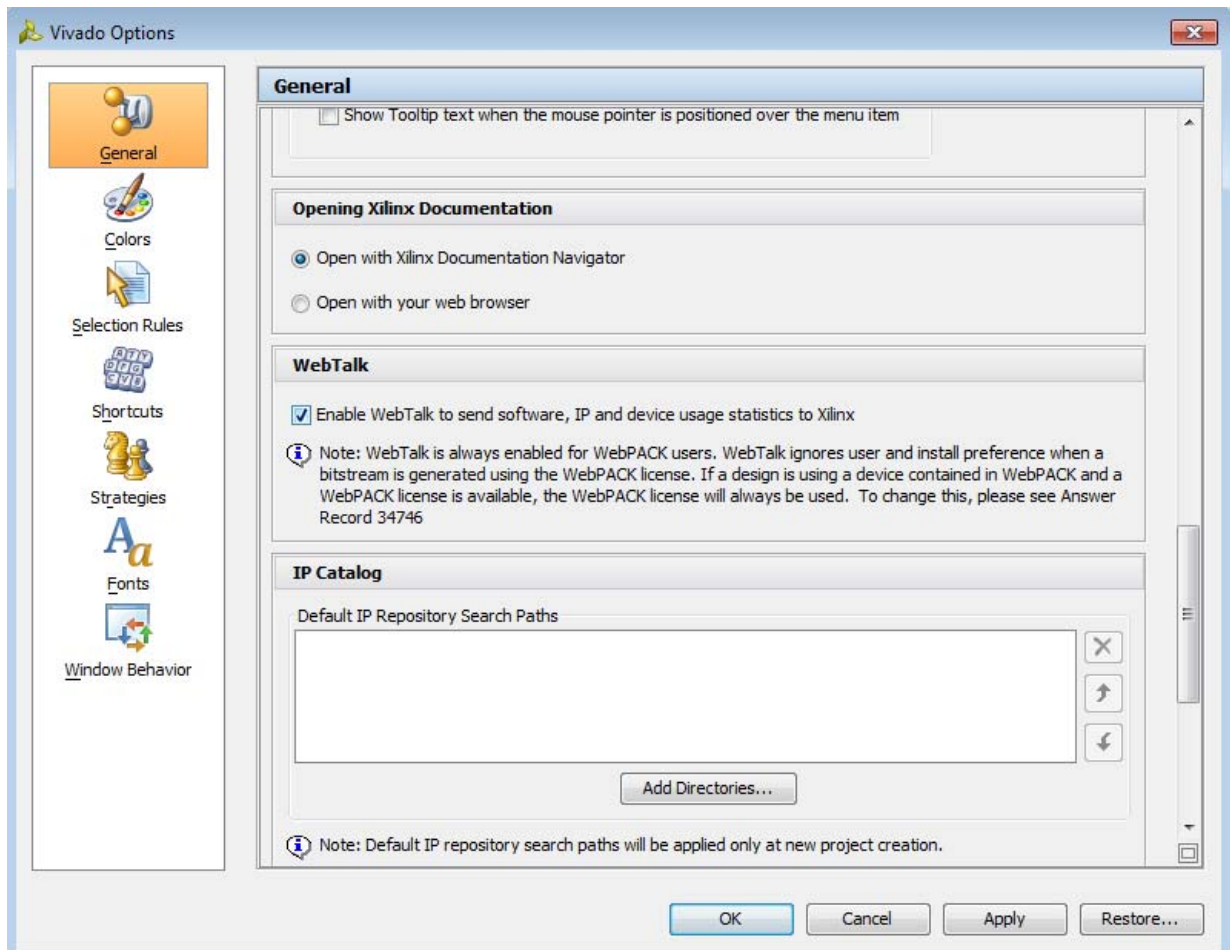 Vivado Options
General
Colors
Selection Rules
Shortcuts
Strategies
Fonts
Window Behavior
General
Show Tooltip text when the mouse pointer is positioned over the menu item
Opening Xilinx Documentation
Open with Xilinx Documentation Navigator
Open with your web browser
WebTalk
Enable WebTalk to send software, IP and device usage statistics to Xilinx
Note: WebTalk is always enabled for WebPACK users. WebTalk ignores user and install preference when a
bitstream is generated using the WebPACK license. If a design is using a device contained in WebPACK and a
WebPACK license is available, the WebPACK license will always be used.  To change this, please see Answer
Record 34746
IP Catalog
Default IP Repository Search Paths
Add Directories...
Note: Default IP repository search paths will be applied only at new project creation.
OK
Cancel
Apply
Restore...